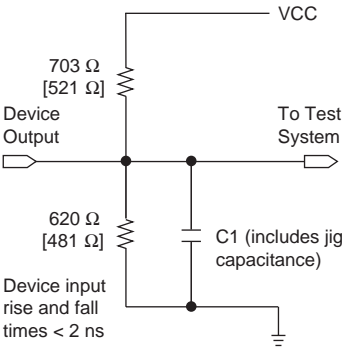 VCC
703 Ω
[521 Ω]
Device
Output
To Test
System
620 Ω
[481 Ω]
C1 (includes jig
capacitance)
Device input
rise and fall
times < 2 ns